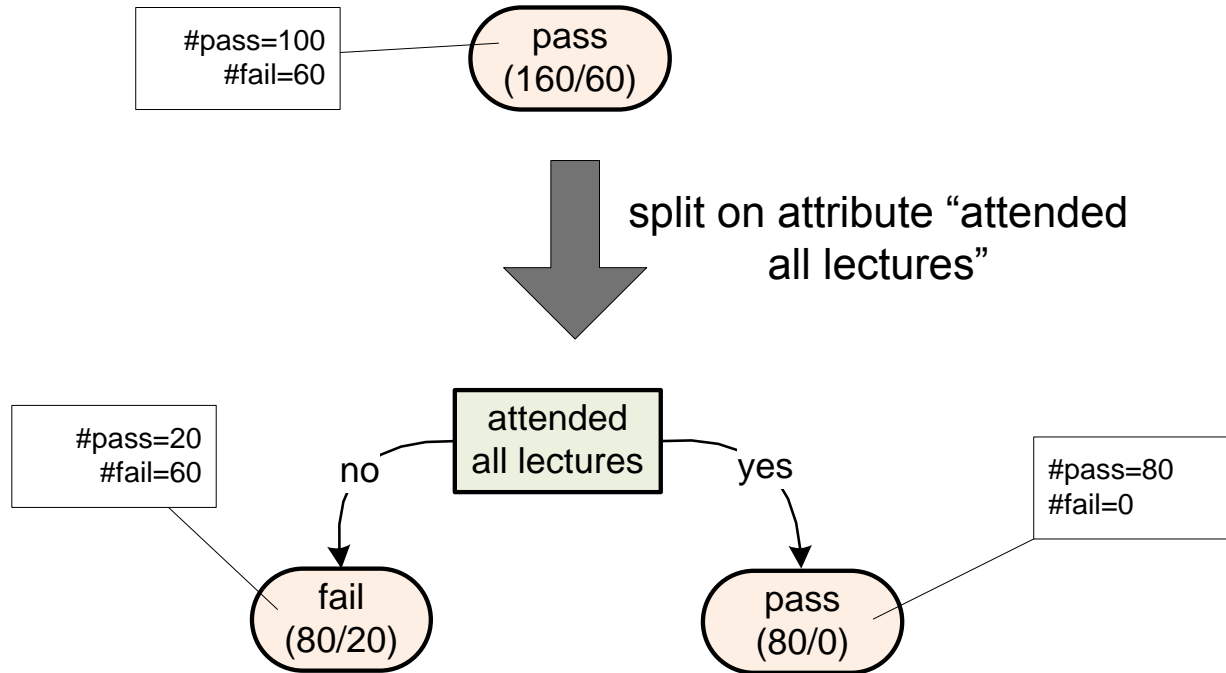 #pass=100
#fail=60
pass
(160/60)
split on attribute “attended
all lectures”
attended
all lectures
#pass=20
#fail=60
no
yes
#pass=80
#fail=0
fail
(80/20)
pass
(80/0)